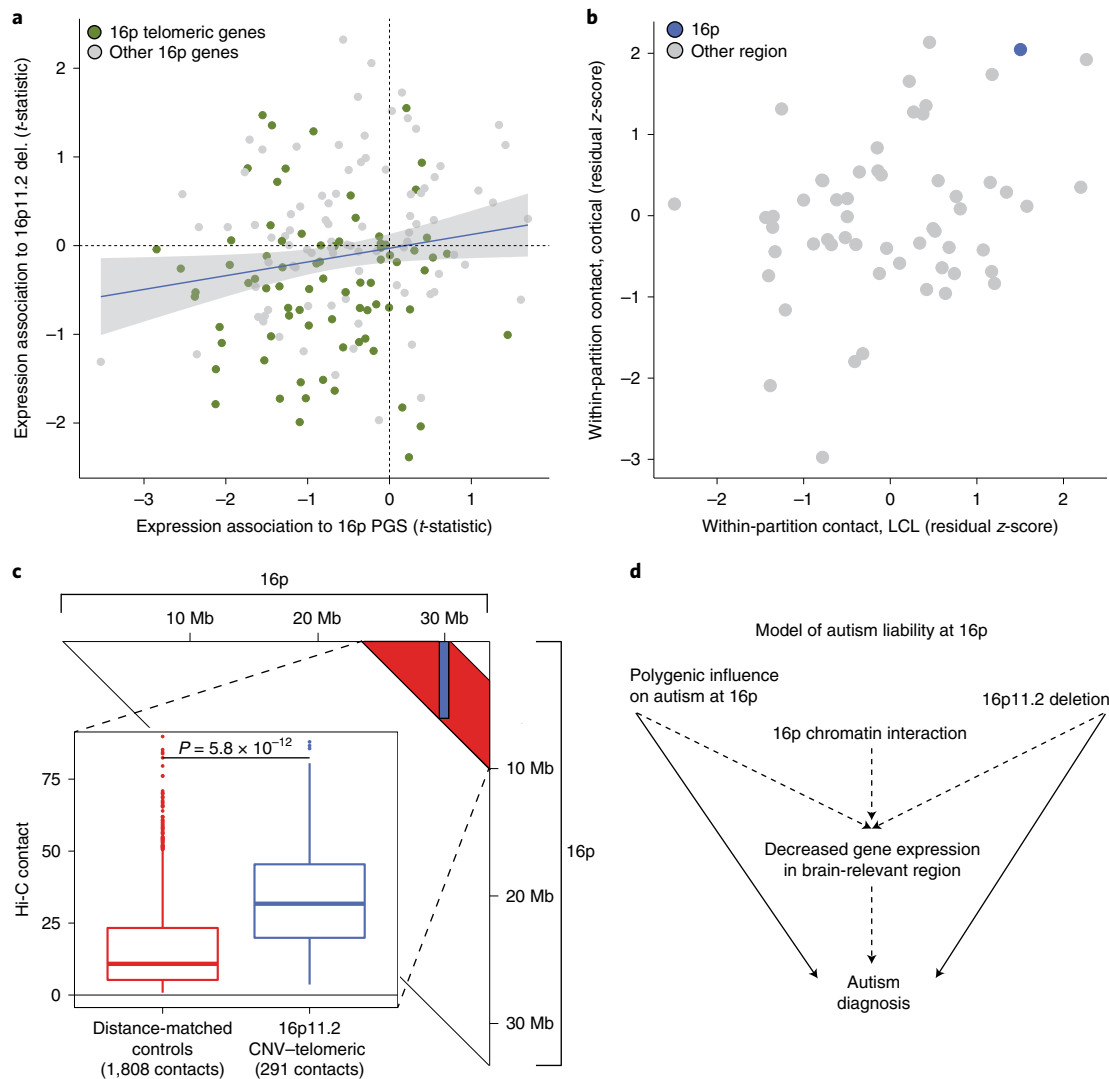 a
16p telomeric genes
Other 16p genes
Expression association to 16p11.2 del. (t-statistic)
2
1
0
–1
–2
–3
–2
–1
0
1
Expression association to 16p PGS (t-statistic)
b
16p
Other region
Within-partition contact, cortical (residual z-score)
2
1
0
–1
–2
–3
–2
–1
0
1
2
Within-partition contact, LCL (residual z-score)
c
16p
10 Mb
20 Mb
30 Mb
10 Mb
20 Mb
30 Mb
16p
P = 5.8 × 10⁻¹²
Hi-C contact
75
50
25
0
Distance-matched
controls
(1,808 contacts)
16p11.2
CNV–telomeric
(291 contacts)
d
Model of autism liability at 16p
Polygenic influence
on autism at 16p
16p11.2 deletion
16p chromatin interaction
Decreased gene expression
in brain-relevant region
Autism
diagnosis